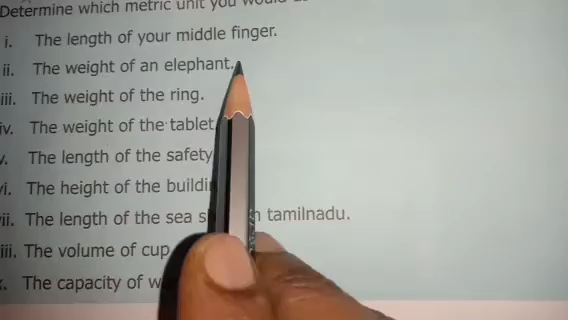 Determine which metric unit you would
i. The length of your middle finger.
ii. The weight of an elephant.
iii. The weight of the ring.
iv. The weight of the tablet
v. The length of the safety
vi. The height of the
vii. The length of the sea tamilnadu.
iii. The volume of cup
The capacity of